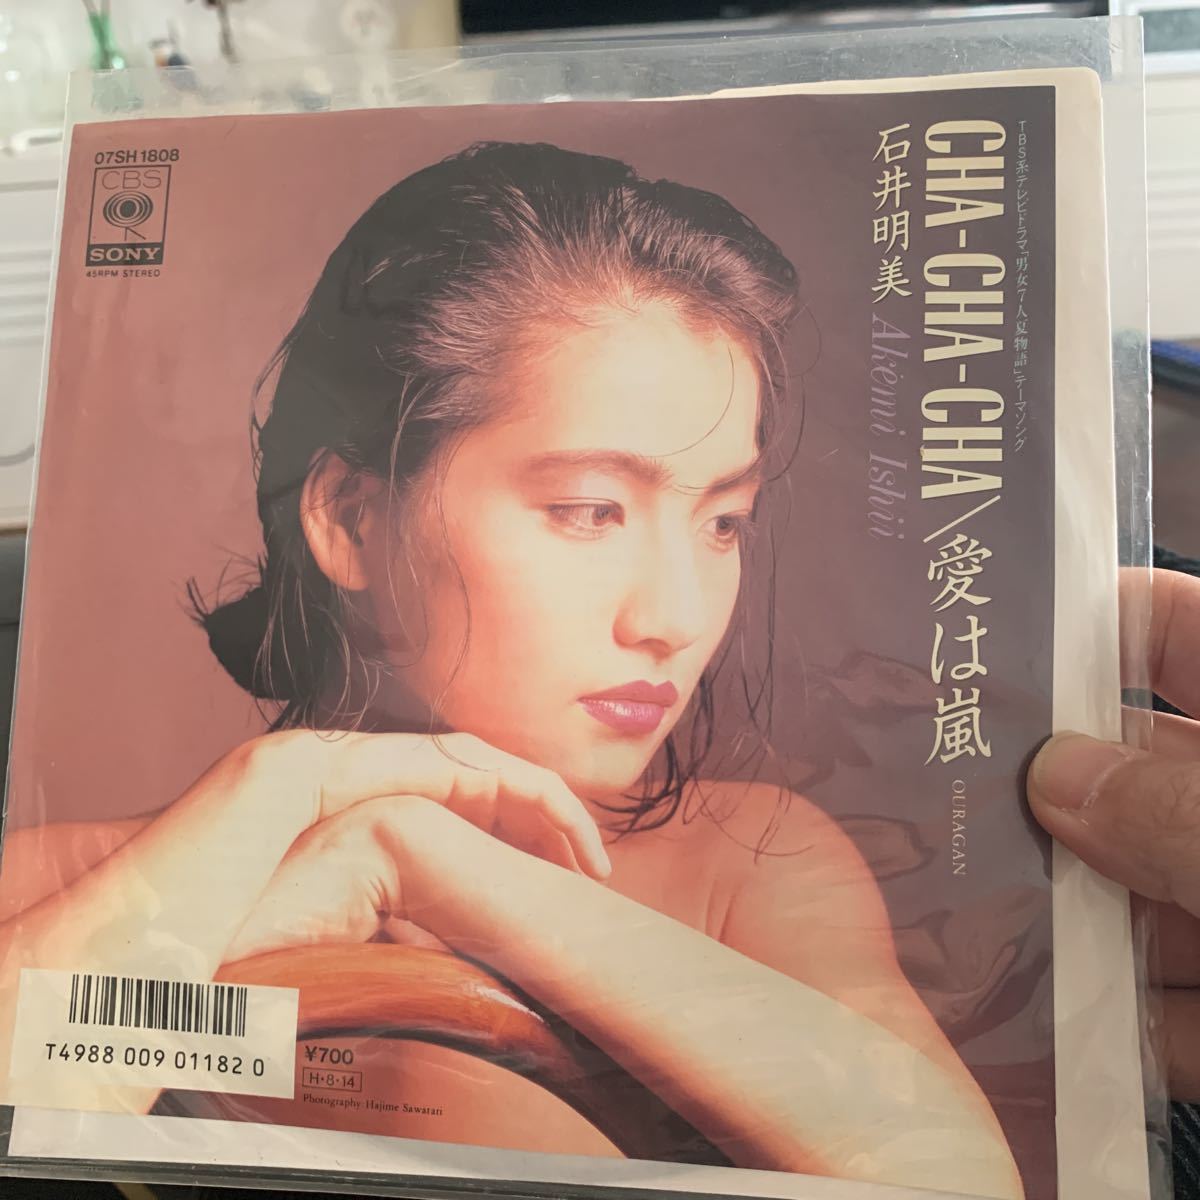 TBS系テレビドラマ「男女7人夏物語」テーマソング
CHA-CHA-CHA/愛は嵐
OURAGAN
石井明美
Akemi Ishii
07SH 1808
CBS
SONY
45RPM STEREO
T4988 009 01182 0
¥700
H・8・14
Photography: Hajime Sawatari